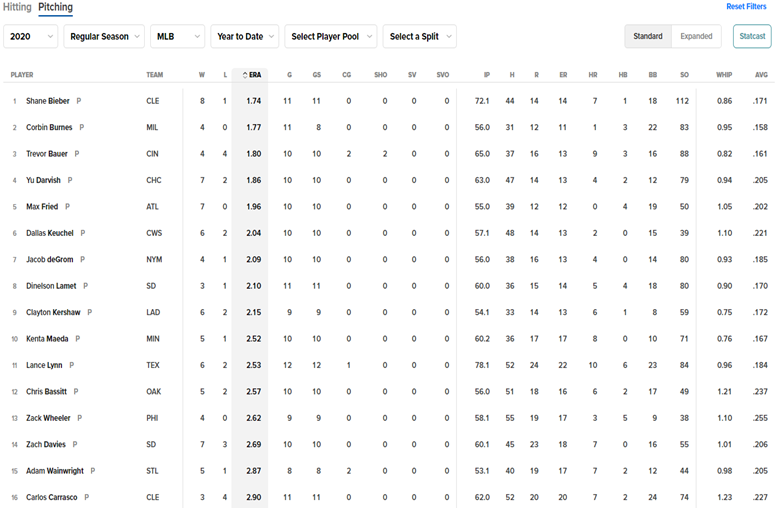 Hitting Pitching Reset Filters
2020 Regular Season MLB Year to Date Select Player Pool Select a Split Standard Expanded Statcast
PLAYER TEAM W L ERA G GS CG SHO SV SVO IP H R ER HR HB BB SO WHIP AVG
1 Shane Bieber P CLE 8 1 1.74 11 11 0 0 0 0 72.1 44 14 14 7 1 18 112 0.86 .171
2 Corbin Burnes P MIL 4 0 1.77 11 8 0 0 0 0 56.0 31 12 11 1 3 22 83 0.95 .158
3 Trevor Bauer P CIN 4 4 1.80 10 10 2 2 0 0 65.0 37 16 13 9 3 16 88 0.82 .161
4 Yu Darvish P CHC 7 2 1.86 10 10 0 0 0 0 63.0 47 14 13 4 2 12 79 0.94 .205
5 Max Fried P ATL 7 0 1.96 10 10 0 0 0 0 55.0 39 12 12 0 4 19 50 1.05 .202
6 Dallas Keuchel P CWS 6 2 2.04 10 10 0 0 0 0 57.1 48 14 13 2 0 15 39 1.10 .221
7 Jacob deGrom P NYM 4 1 2.09 10 10 0 0 0 0 56.0 38 16 13 4 0 14 80 0.93 .185
8 Dinelson Lamet P SD 3 1 2.10 11 11 0 0 0 0 60.0 36 15 14 5 4 18 80 0.90 .170
9 Clayton Kershaw P LAD 6 2 2.15 9 9 0 0 0 0 54.1 33 14 13 6 1 8 59 0.75 .172
10 Kenta Maeda P MIN 5 1 2.52 10 10 0 0 0 0 60.2 36 17 17 8 0 10 71 0.76 .167
11 Lance Lynn P TEX 6 2 2.53 12 12 1 0 0 0 78.1 52 24 22 10 6 23 84 0.96 .184
12 Chris Bassitt P OAK 5 2 2.57 10 10 0 0 0 0 56.0 51 18 16 6 2 17 49 1.21 .237
13 Zack Wheeler P PHI 4 0 2.62 9 9 0 0 0 0 58.1 55 19 17 3 5 9 38 1.10 .255
14 Zach Davies P SD 7 3 2.69 10 10 0 0 0 0 60.1 45 23 18 7 0 16 55 1.01 .206
15 Adam Wainwright P STL 5 1 2.87 8 8 2 0 0 0 53.1 40 19 17 7 2 12 44 0.98 .205
16 Carlos Carrasco P CLE 3 4 2.90 11 11 0 0 0 0 62.0 52 20 20 7 2 24 74 1.23 .227